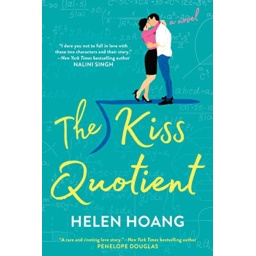 a novel
"I dare you not to fall in love with
these two characters and their story."
—New York Times bestselling author
NALINI SINGH
The Kiss
Quotient
HELEN HOANG
"A rare and riveting love story." —New York Times bestselling author
PENELOPE DOUGLAS